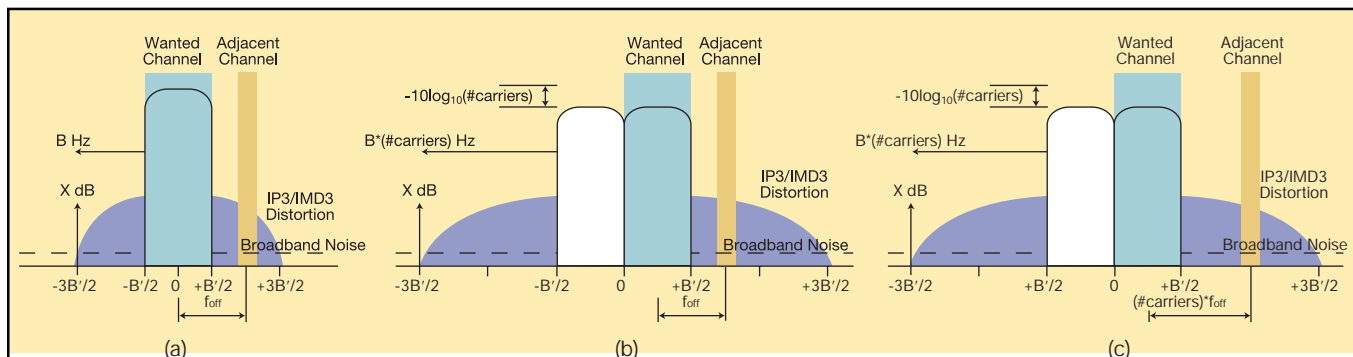 Wanted
Channel
Adjacent
Channel
B Hz
X dB
IP3/IMD3
Distortion
Broadband Noise
-3B'/2
-B'/2
0
+B'/2
+3B'/2
foff
(a)
Wanted
Channel
Adjacent
Channel
-10log10(#carriers)
B*(#carriers) Hz
X dB
IP3/IMD3
Distortion
Broadband Noise
-3B'/2
-B'/2
0
+B'/2
+3B'/2
foff
(b)
Wanted
Channel
Adjacent
Channel
-10log10(#carriers)
B*(#carriers) Hz
X dB
IP3/IMD3
Distortion
Broadband Noise
-3B'/2
+B'/2
0
+B'/2
+3B'/2
(#carriers)*foff
(c)